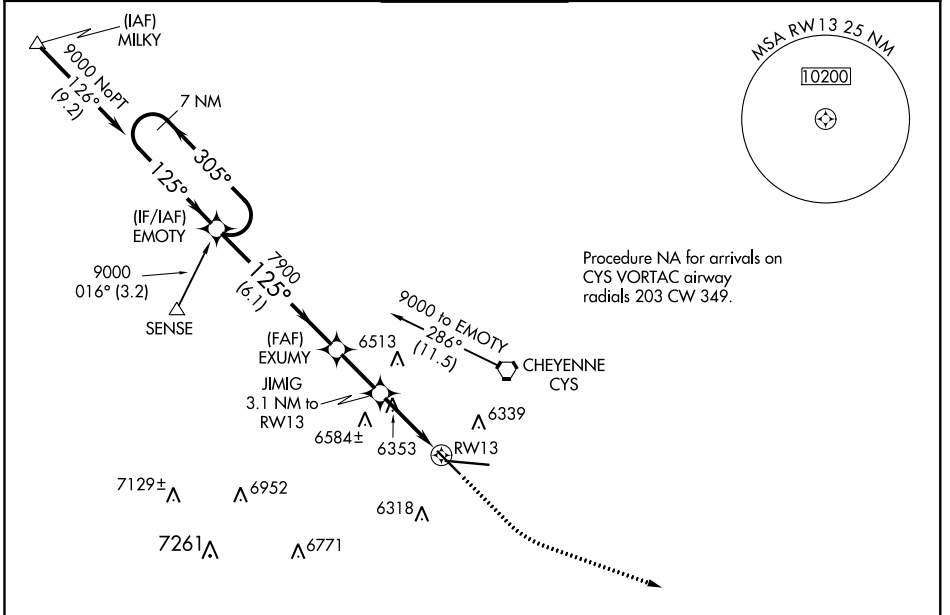 (IAF)
MILKY
9000 NoPT
126°
(9.2)
7 NM
305°
125°
(IF/IAF)
EMOTY
9000
016° (3.2)
SENSE
7900
125°
(6.1)
(FAF)
EXUMY
6513
JIMIG
3.1 NM to
RW13
6584±
6353
9000 to EMOTY
286°
(11.5)
CHEYENNE
CYS
6339
RW13
7129±
6952
6318
7261
6771
MSA RW13 25 NM
10200
Procedure NA for arrivals on
CYS VORTAC airway
radials 203 CW 349.